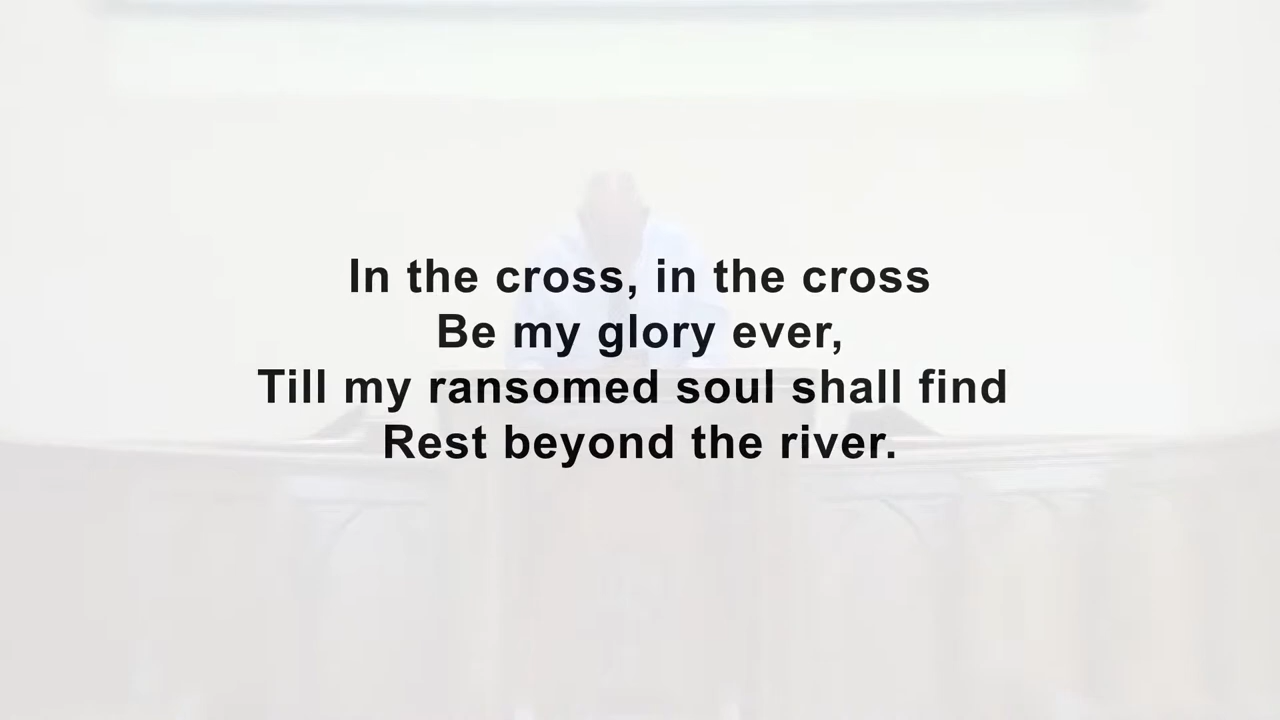 In the cross, in the cross
Be my glory ever,
Till my ransomed soul shall find
Rest beyond the river.